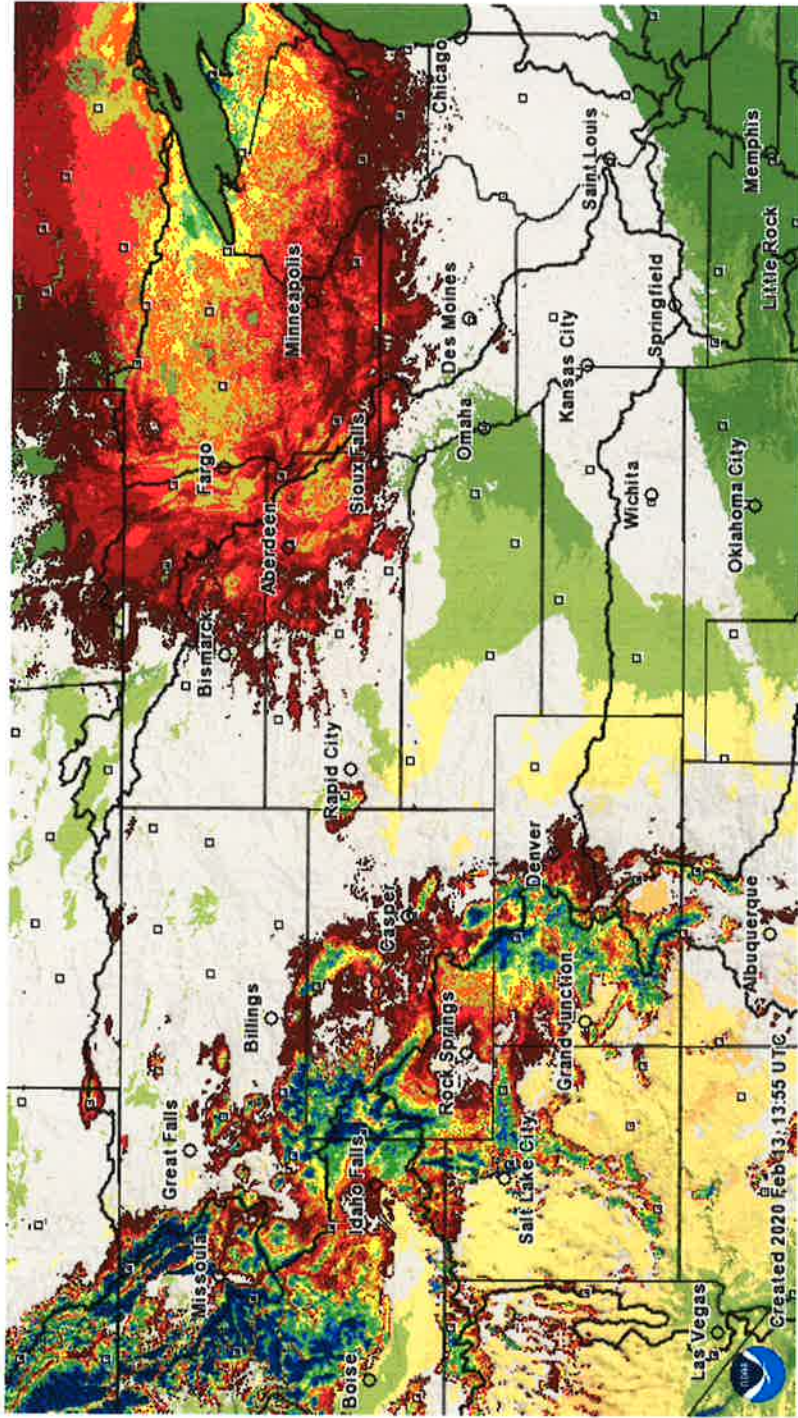 Missoula
Great Falls
Billings
Bismarck
Fargo
Aberdeen
Minneapolis
Boise
Idaho Falls
Casper
Rapid City
Sioux Falls
Rock Springs
Salt Lake City
Des Moines
Chicago
Omaha
Grand Junction
Denver
Kansas City
Saint Louis
Las Vegas
Wichita
Springfield
Albuquerque
Oklahoma City
Little Rock
Memphis
NOAA
Created 2020 Feb 13, 13:55 UTC